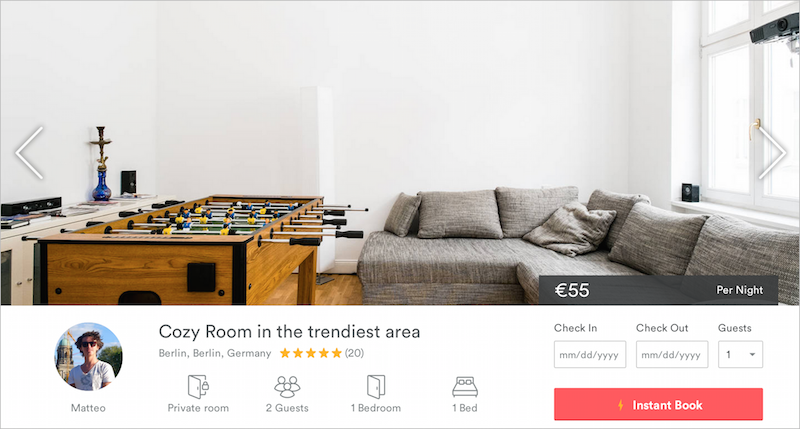 €55
Per Night
Cozy Room in the trendiest area
Berlin, Berlin, Germany (20)
Matteo
Private room
2 Guests
1 Bedroom
1 Bed
Check In
Check Out
Guests
mm/dd/yyyy
mm/dd/yyyy
1
Instant Book